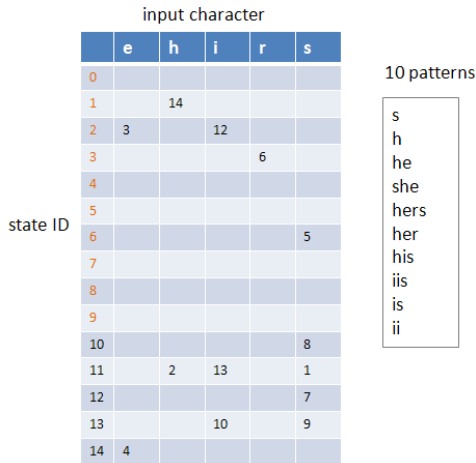 input character
e h i r s
10 patterns
0
1 14
2 3 12
3 6
4
5
6 5
7
8
9
10 8
11 2 13 1
12 7
13 10 9
14 4
state ID
s
h
he
she
hers
her
his
iis
is
ii